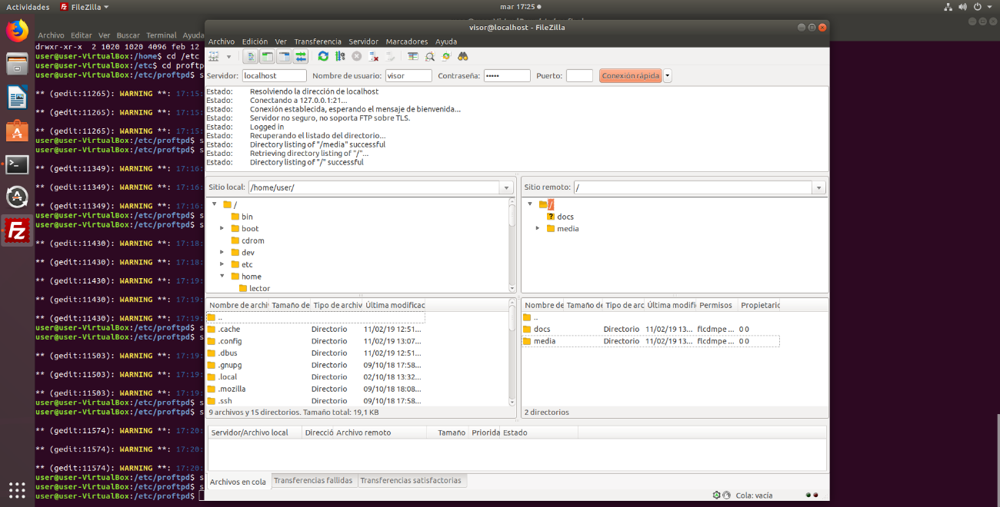 Actividades FileZilla mar 17:25
visor@localhost - FileZilla
Archivo Editar Ver Buscar Terminal Ayuda
drwxr-xr-x 2 1020 1020 4096 feb 12
user@user-VirtualBox:/home$ cd /etc
user@user-VirtualBox:/etc$ cd proftp
user@user-VirtualBox:/etc/proftpd$ s
** (gedit:11265): WARNING **: 17:15:
** (gedit:11265): WARNING **: 17:15:
** (gedit:11265): WARNING **: 17:15:
user@user-VirtualBox:/etc/proftpd$ s
user@user-VirtualBox:/etc/proftpd$ s
** (gedit:11349): WARNING **: 17:16:
** (gedit:11349): WARNING **: 17:16:
** (gedit:11349): WARNING **: 17:16:
user@user-VirtualBox:/etc/proftpd$ s
user@user-VirtualBox:/etc/proftpd$ s
** (gedit:11430): WARNING **: 17:18:
** (gedit:11430): WARNING **: 17:18:
** (gedit:11430): WARNING **: 17:19:
** (gedit:11430): WARNING **: 17:19:
** (gedit:11430): WARNING **: 17:19:
user@user-VirtualBox:/etc/proftpd$ s
user@user-VirtualBox:/etc/proftpd$ s
** (gedit:11503): WARNING **: 17:19:
** (gedit:11503): WARNING **: 17:19:
** (gedit:11503): WARNING **: 17:19:
user@user-VirtualBox:/etc/proftpd$ s
user@user-VirtualBox:/etc/proftpd$ s
** (gedit:11574): WARNING **: 17:20:
** (gedit:11574): WARNING **: 17:20:
** (gedit:11574): WARNING **: 17:20:
user@user-VirtualBox:/etc/proftpd$ s
user@user-VirtualBox:/etc/proftpd$ s
user@user-VirtualBox:/etc/proftpd$
Archivo Edición Ver Transferencia Servidor Marcadores Ayuda
Servidor: localhost Nombre de usuario: visor Contraseña: ••••• Puerto: Conexión rápida
Estado: Resolviendo la dirección de localhost
Estado: Conectando a 127.0.0.1:21...
Estado: Conexión establecida, esperando el mensaje de bienvenida...
Estado: Servidor no seguro, no soporta FTP sobre TLS.
Estado: Logged in
Estado: Recuperando el listado del directorio...
Estado: Directory listing of "/media" successful
Estado: Retrieving directory listing of "/"...
Estado: Directory listing of "/" successful
Sitio local: /home/user/
/
bin
boot
cdrom
dev
etc
home
lector
Nombre de archi Tamaño de Tipo de archiv Última modificac
..
.cache Directorio 11/02/19 12:51...
.config Directorio 11/02/19 13:07...
.dbus Directorio 11/02/19 12:51...
.gnupg Directorio 09/10/18 17:58...
.local Directorio 02/10/18 13:32...
.mozilla Directorio 09/10/18 18:08...
.ssh Directorio 09/10/18 17:58...
9 archivos y 15 directorios. Tamaño total: 19,1 KB
Sitio remoto: /
/
? docs
media
Nombre de Tamaño de Tipo de arc Última modifi Permisos Propietario
..
docs Directorio 11/02/19 13... flcdmpe ... 0 0
media Directorio 11/02/19 13... flcdmpe ... 0 0
2 directorios
Servidor/Archivo local Direcció Archivo remoto Tamaño Priorida Estado
Archivos en cola Transferencias fallidas Transferencias satisfactorias
Cola: vacía